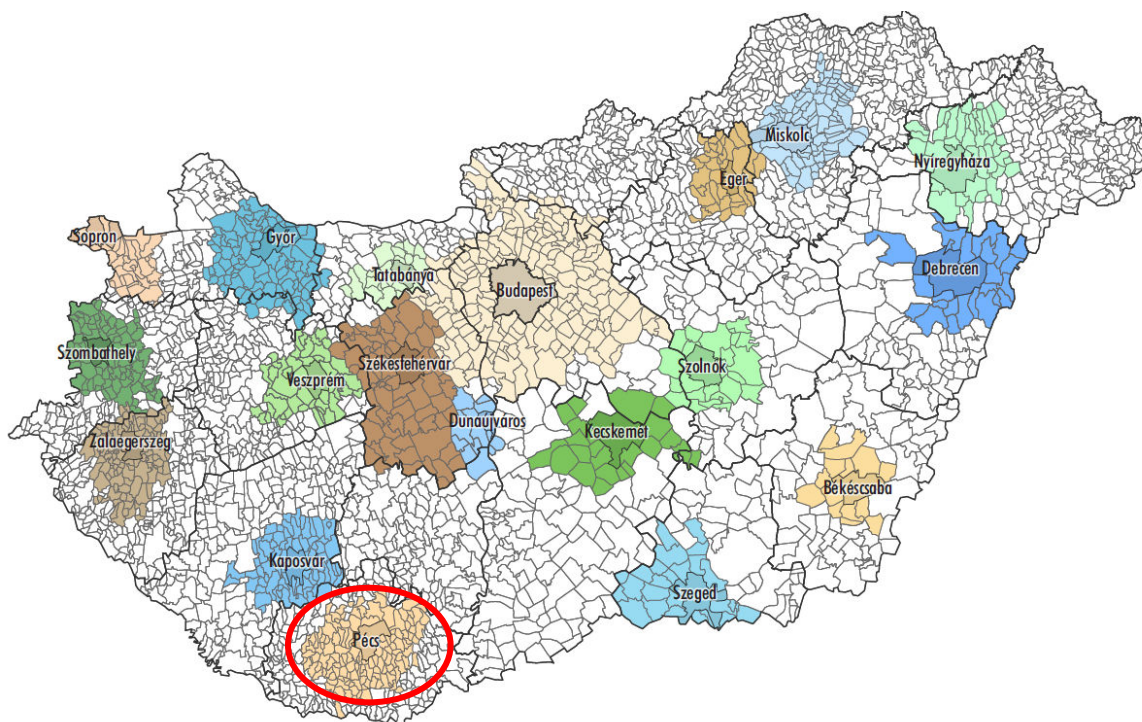 Miskolc
Nyíregyháza
Eger
Sopron
Győr
Debrecen
Tatabánya
Budapest
Szombathely
Székesfehérvár
Szolnok
Veszprém
Dunaújváros
Kecskemét
Zalaegerszeg
Békéscsaba
Kaposvár
Szeged
Pécs